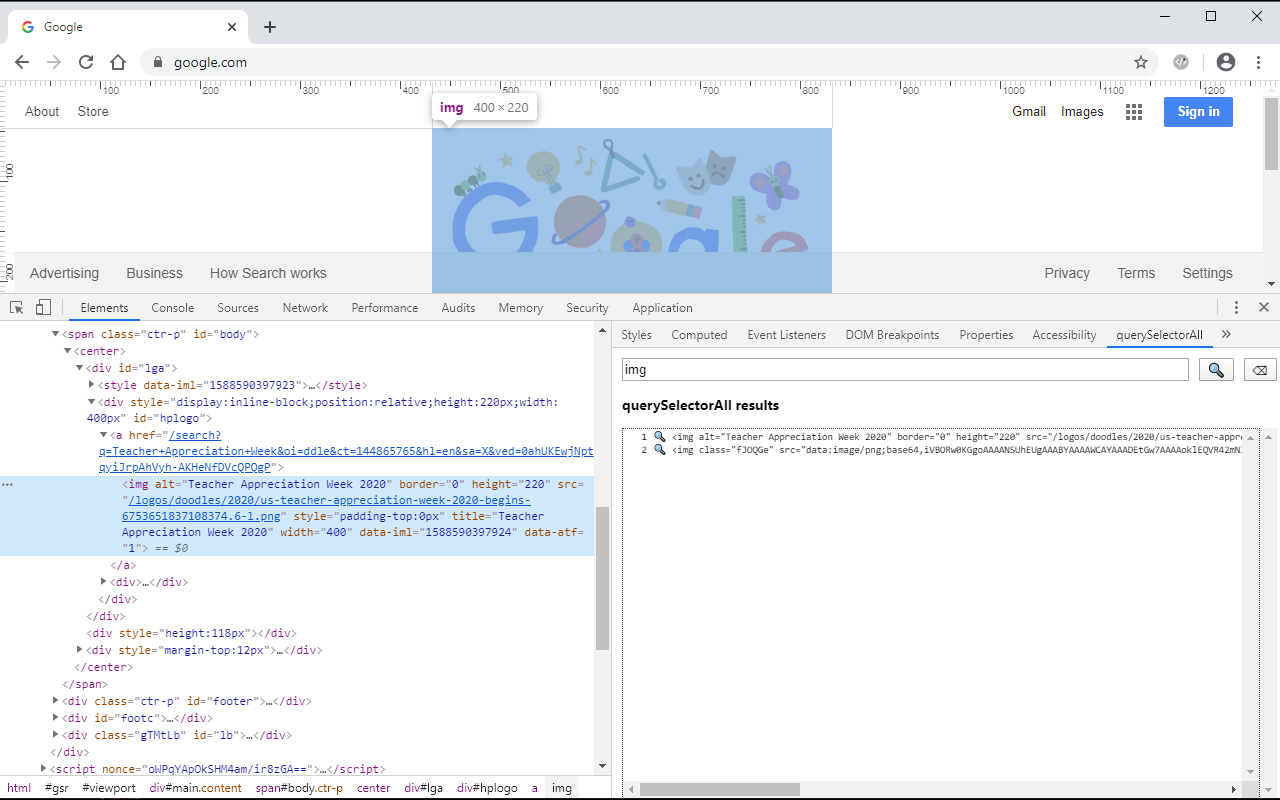 Google
google.com
100 200 300 400 500 600 700 800 900 1000 1100 1200
img 400 × 220
About Store Gmail Images Sign in
100
Google
200
Advertising Business How Search works Privacy Terms Settings
Elements Console Sources Network Performance Audits Memory Security Application
<span class="ctr-p" id="body">
<center>
<div id="lga">
<style data-iml="1588590397923">…</style>
<div style="display:inline-block;position:relative;height:220px;width:
400px" id="hplogo">
<a href="/search?
q=Teacher+Appreciation+Week&oi=ddle&ct=144865765&hl=en&sa=X&ved=0ahUKEwjNpt
qyiJrpAhVyh-AKHeNfDVcQPQgP">
<img alt="Teacher Appreciation Week 2020" border="0" height="220" src=
"/logos/doodles/2020/us-teacher-appreciation-week-2020-begins-
6753651837108374.6-l.png" style="padding-top:0px" title="Teacher
Appreciation Week 2020" width="400" data-iml="1588590397924" data-atf=
"1"> == $0
</a>
<div>…</div>
</div>
</div>
<div style="height:118px"></div>
<div style="margin-top:12px">…</div>
</center>
</span>
<div class="ctr-p" id="footer">…</div>
<div id="footc">…</div>
<div class="gTMtLb" id="lb">…</div>
</div>
<script nonce="oWPqYApOkSHM4am/ir8zGA==">…</script>
html #gsr #viewport div#main.content span#body.ctr-p center div#lga div#hplogo a img
Styles Computed Event Listeners DOM Breakpoints Properties Accessibility querySelectorAll »
img
querySelectorAll results
1 <img alt="Teacher Appreciation Week 2020" border="0" height="220" src="/logos/doodles/2020/us-teacher-appre
2 <img class="fJOQGe" src="data:image/png;base64,iVBORw0KGgoAAAANSUhEUgAAABYAAAAWCAYAAADEtGw7AAAAoklEQVR42mN